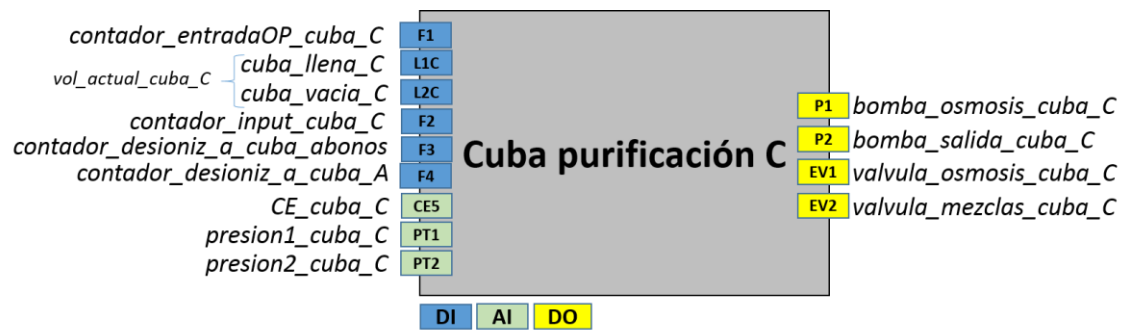 contador_entradaOP_cuba_C F1
vol_actual_cuba_C
cuba_llena_C L1C
cuba_vacia_C L2C
contador_input_cuba_C F2
contador_desioniz_a_cuba_abonos F3
contador_desioniz_a_cuba_A F4
CE_cuba_C CE5
presion1_cuba_C PT1
presion2_cuba_C PT2
Cuba purificación C
P1 bomba_osmosis_cuba_C
P2 bomba_salida_cuba_C
EV1 valvula_osmosis_cuba_C
EV2 valvula_mezclas_cuba_C
DI AI DO